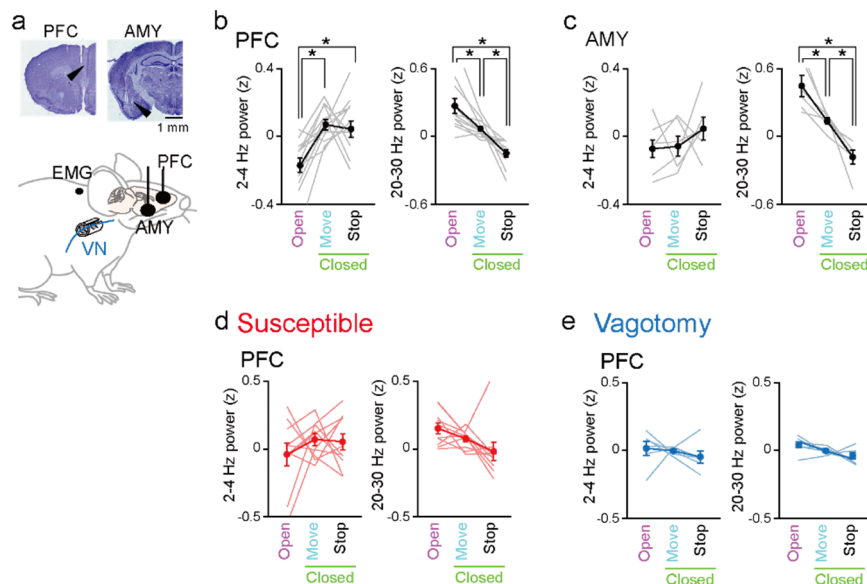 a
PFC AMY
1 mm
EMG
PFC
AMY
VN
b
PFC
2-4 Hz power (z)
0.4
0
-0.4
*
*
Open
Move
Stop
Closed
20-30 Hz power (z)
0.6
0
-0.6
*
* *
Open
Move
Stop
Closed
c
AMY
2-4 Hz power (z)
0.4
0
-0.4
Open
Move
Stop
Closed
20-30 Hz power (z)
0.6
0
-0.6
*
* *
Open
Move
Stop
Closed
d Susceptible
PFC
2-4 Hz power (z)
0.5
0
-0.5
Open
Move
Stop
Closed
20-30 Hz power (z)
0.5
0
-0.5
Open
Move
Stop
Closed
e Vagotomy
PFC
2-4 Hz power (z)
0.5
0
-0.5
Open
Move
Stop
Closed
20-30 Hz power (z)
0.5
0
-0.5
Open
Move
Stop
Closed